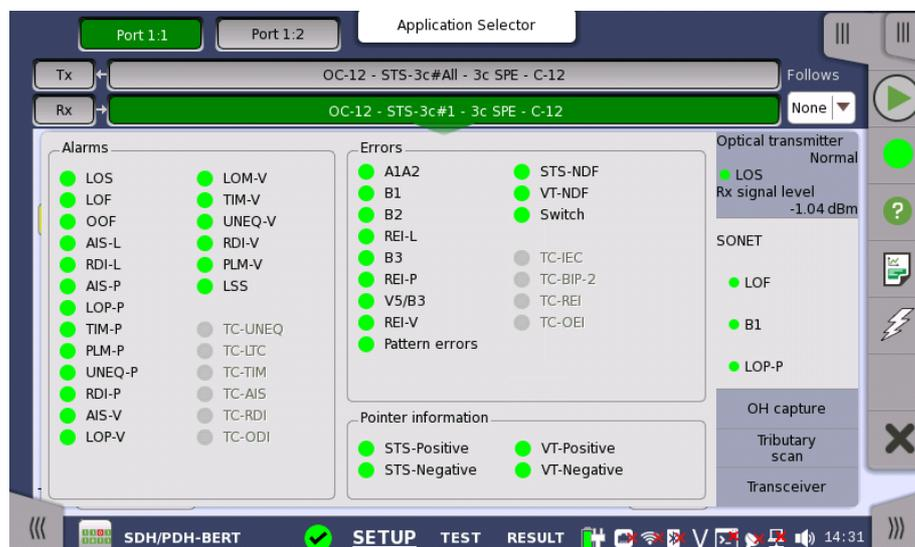 Application Selector
Port 1:1
Port 1:2
Tx
OC-12 - STS-3c#All - 3c SPE - C-12
Follows
Rx
OC-12 - STS-3c#1 - 3c SPE - C-12
None
Alarms
LOS
LOF
OOF
AIS-L
RDI-L
AIS-P
LOP-P
TIM-P
PLM-P
UNEQ-P
RDI-P
AIS-V
LOP-V
LOM-V
TIM-V
UNEQ-V
RDI-V
PLM-V
LSS
TC-UNEQ
TC-LTC
TC-TIM
TC-AIS
TC-RDI
TC-ODI
Errors
A1A2
B1
B2
REI-L
B3
REI-P
V5/B3
REI-V
Pattern errors
STS-NDF
VT-NDF
Switch
TC-IEC
TC-BIP-2
TC-REI
TC-OEI
Pointer information
STS-Positive
STS-Negative
VT-Positive
VT-Negative
Optical transmitter
Normal
LOS
Rx signal level
-1.04 dBm
SONET
LOF
B1
LOP-P
OH capture
Tributary
scan
Transceiver
SDH/PDH-BERT
SETUP
TEST
RESULT
V
14:31